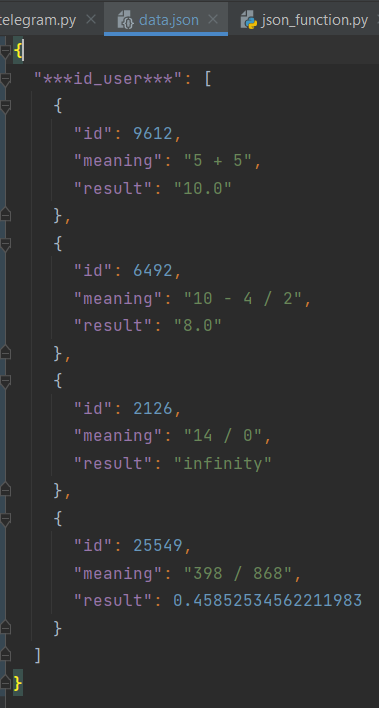 telegram.py data.json json_function.py
{
  "***id_user***": [
    {
      "id": 9612,
      "meaning": "5 + 5",
      "result": "10.0"
    },
    {
      "id": 6492,
      "meaning": "10 - 4 / 2",
      "result": "8.0"
    },
    {
      "id": 2126,
      "meaning": "14 / 0",
      "result": "infinity"
    },
    {
      "id": 25549,
      "meaning": "398 / 868",
      "result": 0.45852534562211983
    }
  ]
}